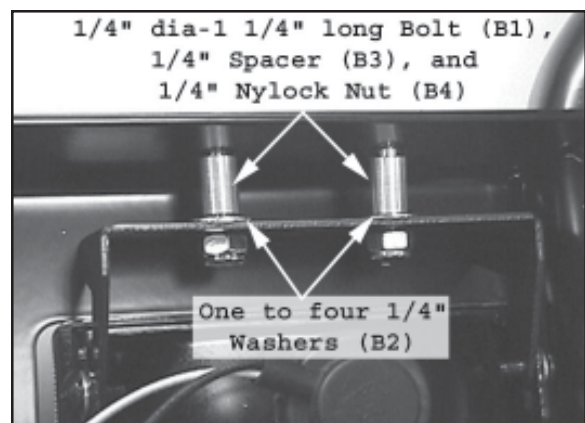 1/4" dia-1 1/4" long Bolt (B1),
1/4" Spacer (B3), and
1/4" Nylock Nut (B4)
One to four 1/4"
Washers (B2)